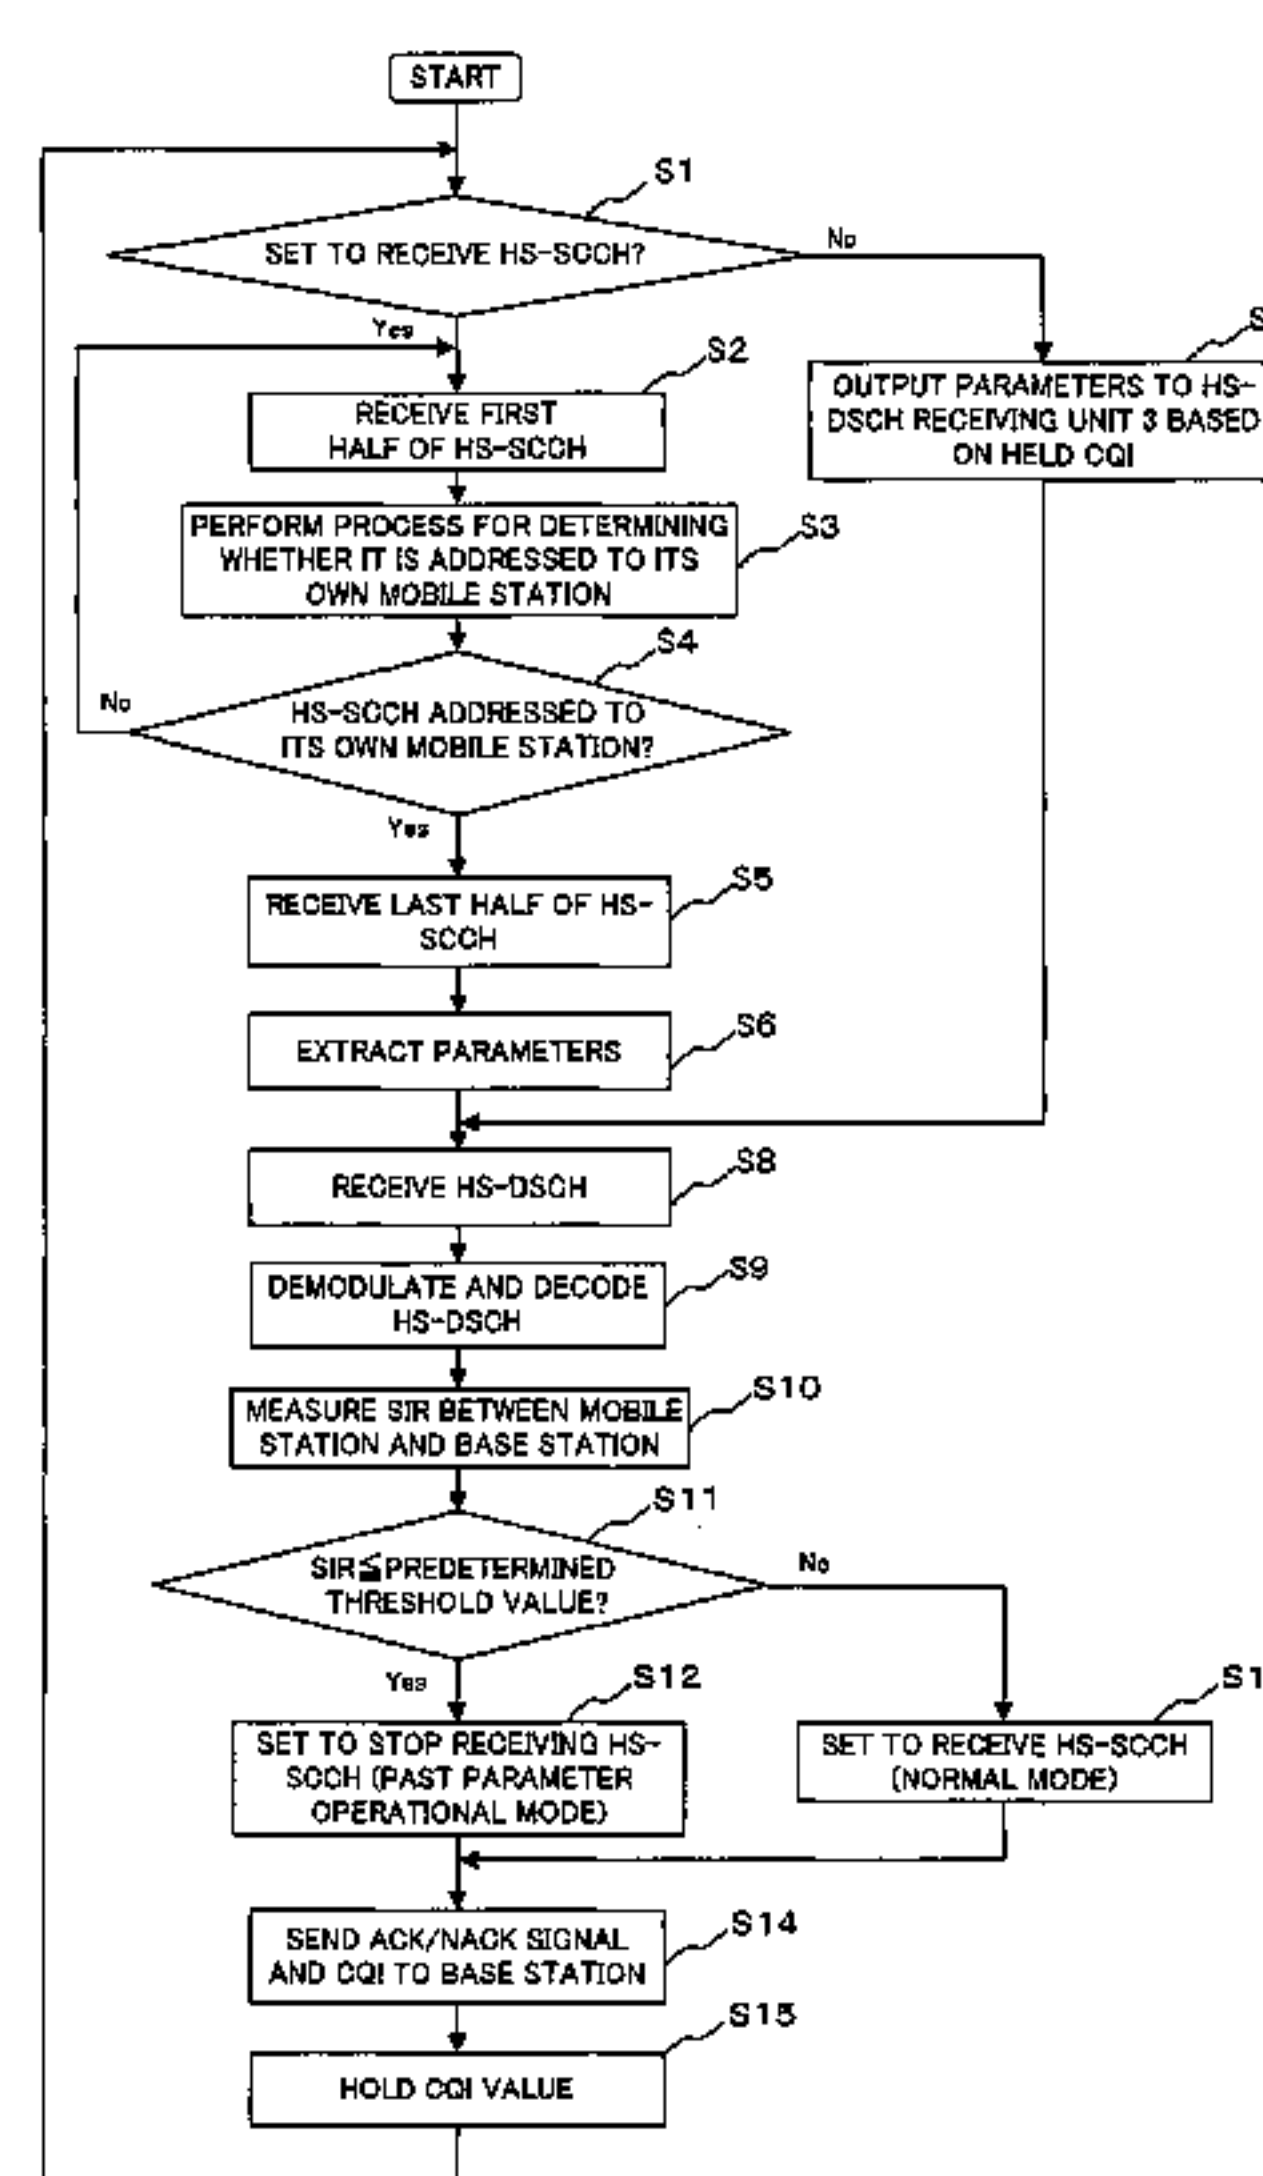 START
S1
SET TO RECEIVE HS-SCCH?
No
Yes
S2
RECEIVE FIRST
HALF OF HS-SCCH
S
OUTPUT PARAMETERS TO HS-
DSCH RECEIVING UNIT 3 BASED
ON HELD CQI
PERFORM PROCESS FOR DETERMINING
WHETHER IT IS ADDRESSED TO ITS
OWN MOBILE STATION
S3
S4
No
HS-SCCH ADDRESSED TO
ITS OWN MOBILE STATION?
Yes
S5
RECEIVE LAST HALF OF HS-
SCCH
S6
EXTRACT PARAMETERS
S8
RECEIVE HS-DSCH
S9
DEMODULATE AND DECODE
HS-DSCH
S10
MEASURE SIR BETWEEN MOBILE
STATION AND BASE STATION
S11
SIR≦PREDETERMINED
THRESHOLD VALUE?
No
Yes
S12
SET TO STOP RECEIVING HS-
SCCH (PAST PARAMETER
OPERATIONAL MODE)
S1
SET TO RECEIVE HS-SCCH
(NORMAL MODE)
S14
SEND ACK/NACK SIGNAL
AND CQI TO BASE STATION
S15
HOLD CQI VALUE